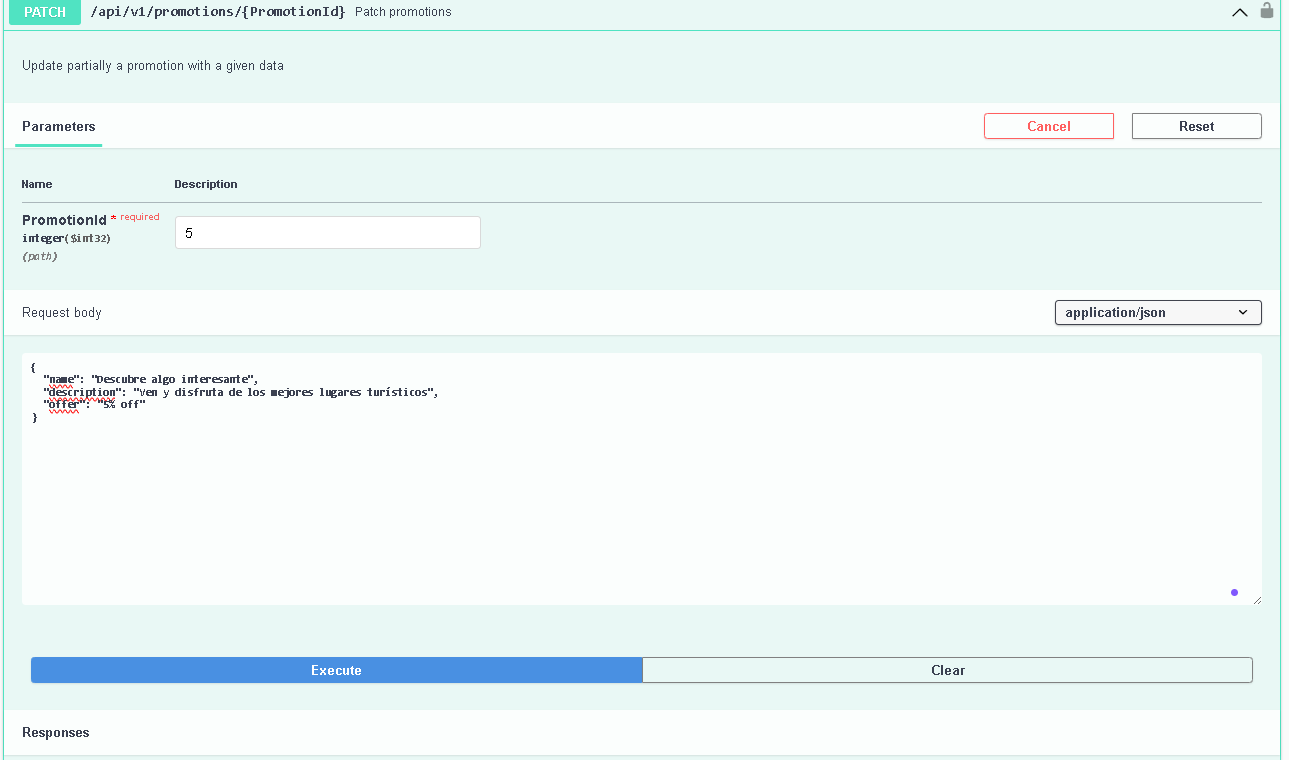 PATCH /api/v1/promotions/{PromotionId} Patch promotions
Update partially a promotion with a given data
Parameters
Cancel
Reset
Name Description
PromotionId * required
integer($int32)
(path)
5
Request body
application/json
{
"name": "Descubre algo interesante",
"description": "Ven y disfruta de los mejores lugares turísticos",
"offer": "5% off"
}
Execute
Clear
Responses